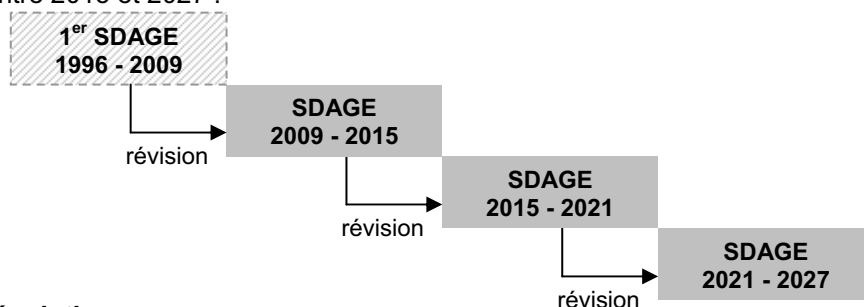 1er SDAGE
1996 - 2009
révision
SDAGE
2009 - 2015
révision
SDAGE
2015 - 2021
révision
SDAGE
2021 - 2027